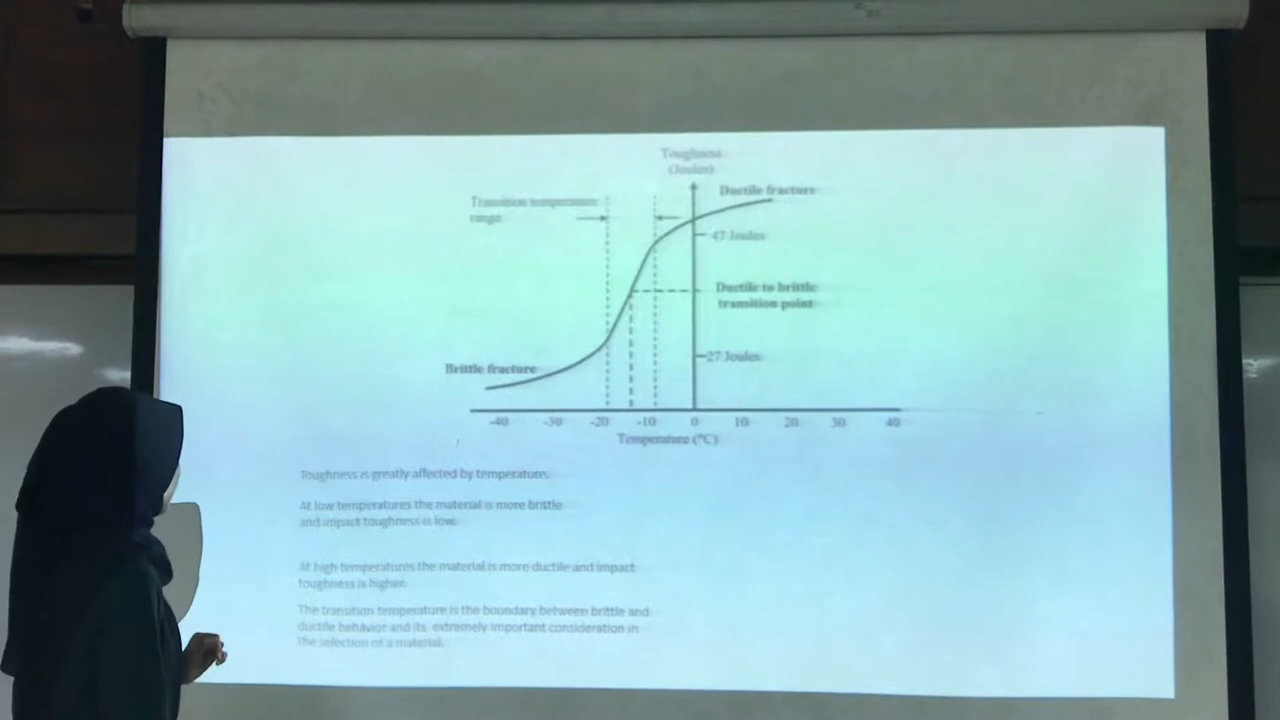 Toughness
(Joules)
Ductile fracture
Transition temperature
range
47 Joules
Ductile to brittle
transition point
27 Joules
Brittle fracture
-40 -30 -20 -10 0 10 20 30 40
Temperature (°C)
Toughness is greatly affected by temperature.
At low temperatures the material is more brittle
and impact toughness is low.
At high temperatures the material is more ductile and impact
toughness is higher.
The transition temperature is the boundary between brittle and
ductile behavior and its extremely important consideration in
the selection of a material.